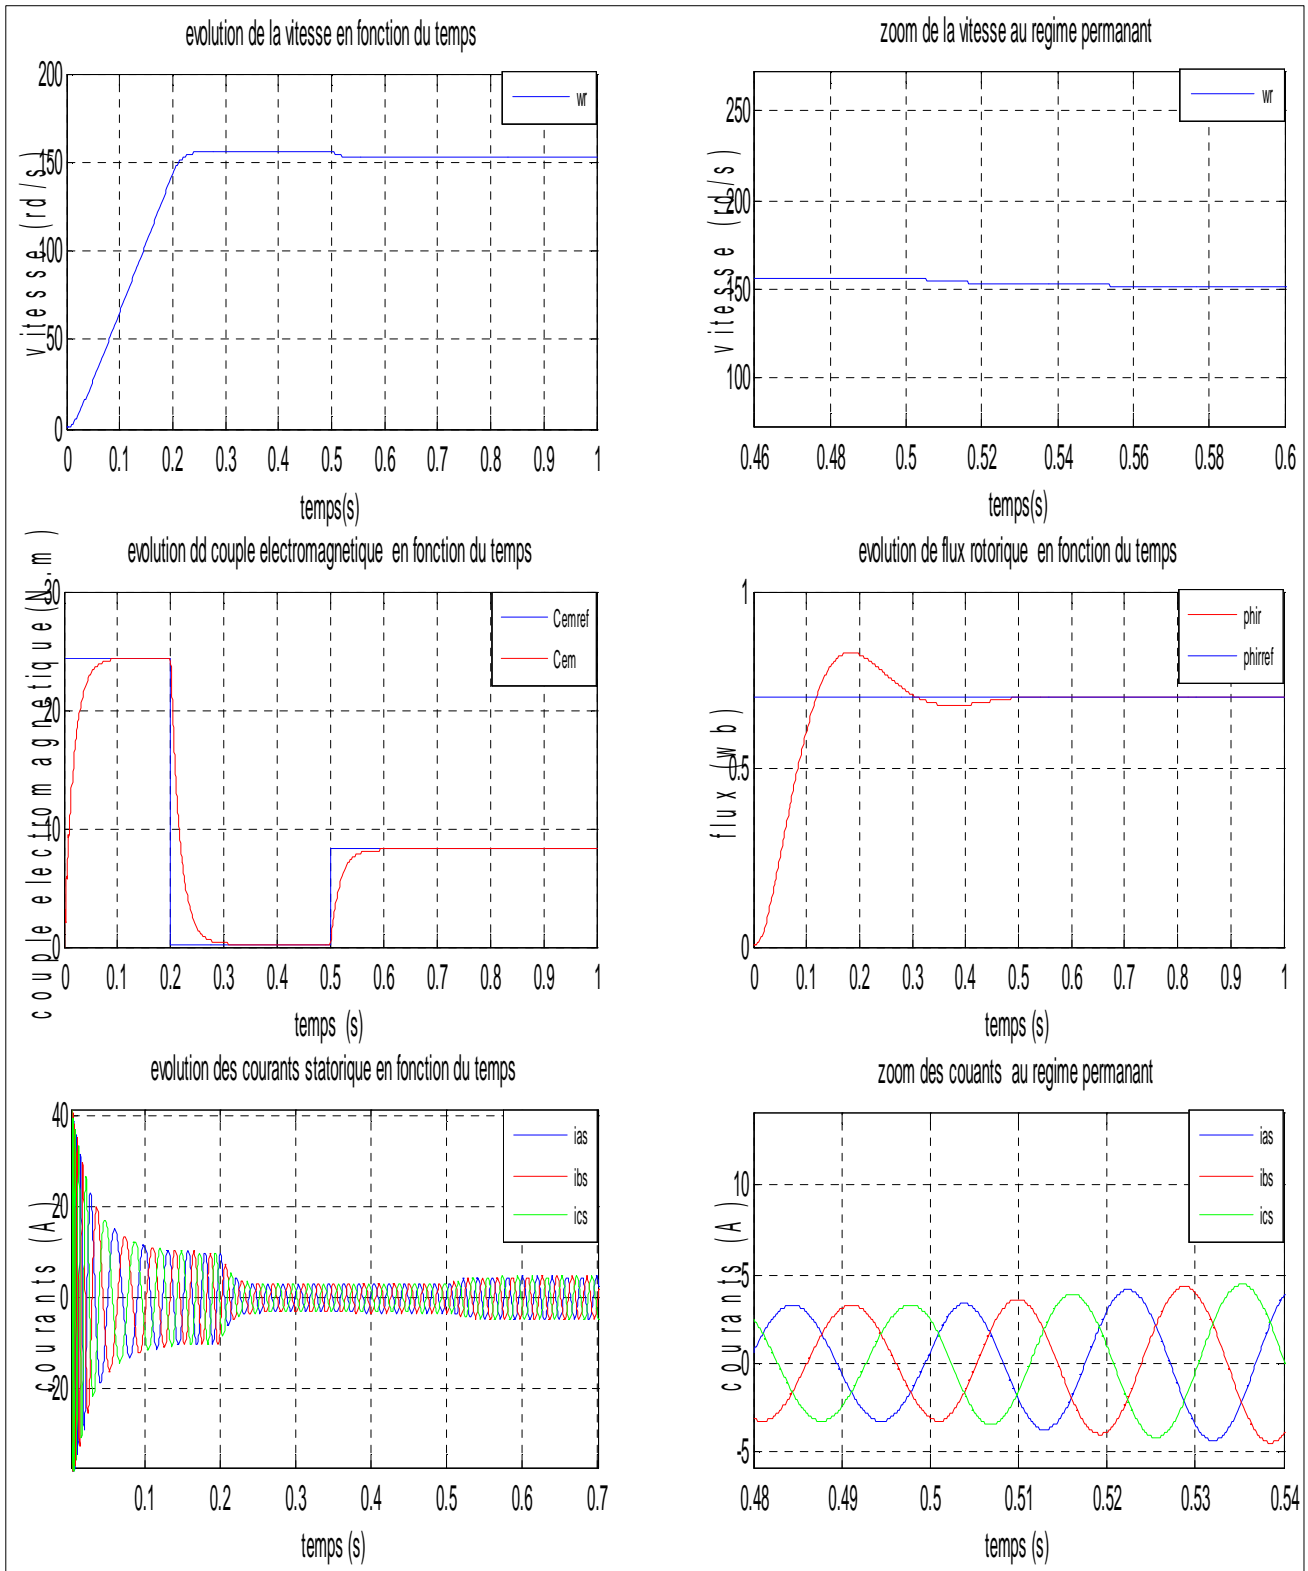 evolution de la vitesse en fonction du temps
200
150
100
50
0
0 0.1 0.2 0.3 0.4 0.5 0.6 0.7 0.8 0.9 1
vitesse (rd/s)
temps(s)
wr
zoom de la vitesse au regime permanant
250
200
150
100
0.46 0.48 0.5 0.52 0.54 0.56 0.58 0.6
vitesse (rd/s)
temps(s)
wr
evolution dd couple electromagnetique en fonction du temps
30
20
10
0
0 0.1 0.2 0.3 0.4 0.5 0.6 0.7 0.8 0.9 1
couple electromagnetique(N.m)
temps (s)
Cemref
Cem
evolution de flux rotorique en fonction du temps
1
0.5
0
0 0.1 0.2 0.3 0.4 0.5 0.6 0.7 0.8 0.9 1
flux (wb)
temps (s)
phir
phirref
evolution des courants statorique en fonction du temps
40
20
0
-20
0.1 0.2 0.3 0.4 0.5 0.6 0.7
courants (A)
temps (s)
ias
ibs
ics
zoom des couants au regime permanant
10
5
0
-5
0.48 0.49 0.5 0.51 0.52 0.53 0.54
courants (A)
temps (s)
ias
ibs
ics